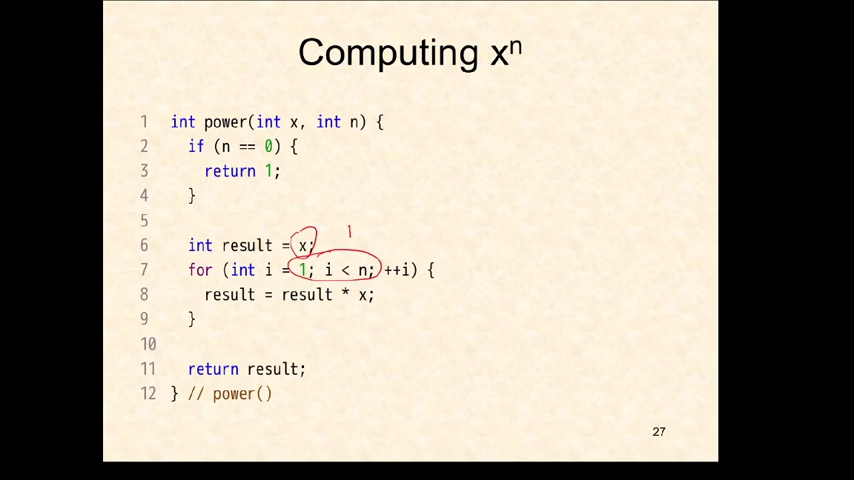 Computing xⁿ
1 int power(int x, int n) {
2 if (n == 0) {
3 return 1;
4 }
5
6 int result = x; 1
7 for (int i = 1; i < n; ++i) {
8 result = result * x;
9 }
10
11 return result;
12 } // power()
27